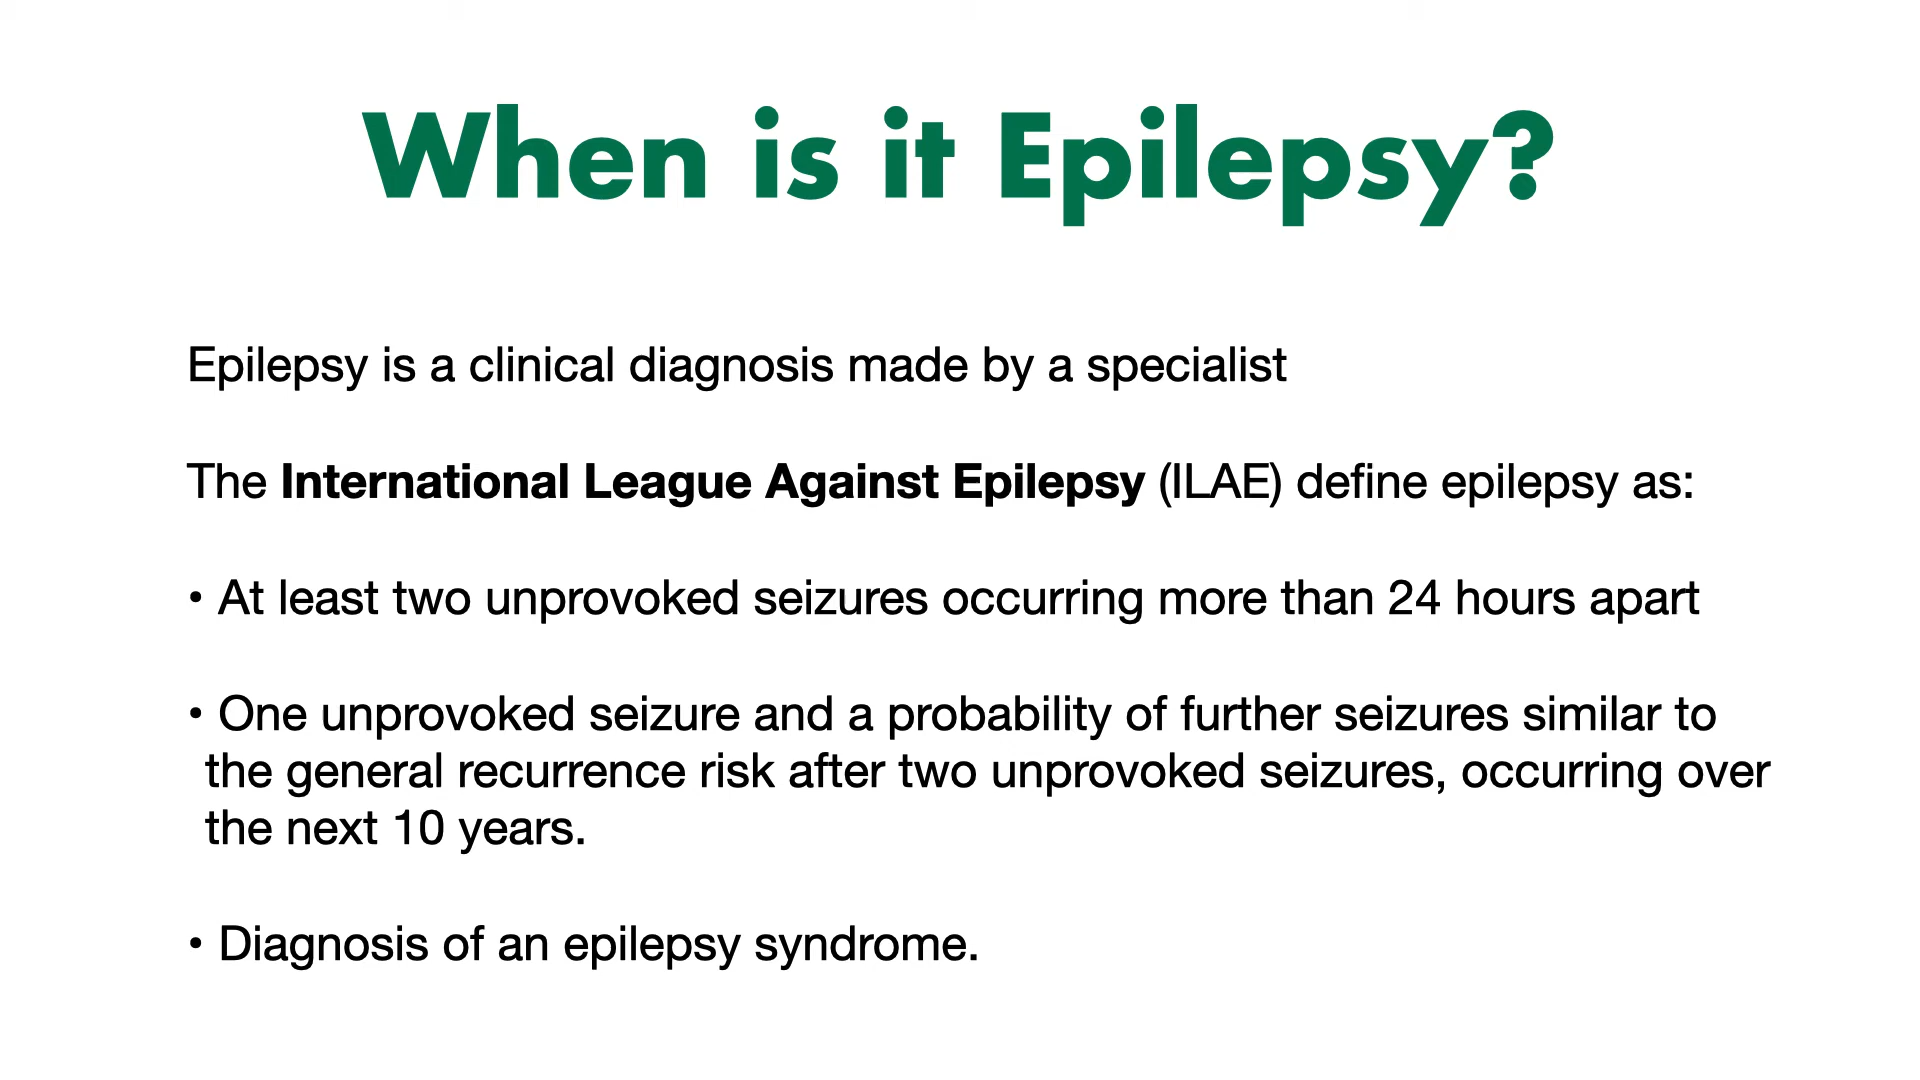 When is it Epilepsy?
Epilepsy is a clinical diagnosis made by a specialist
The International League Against Epilepsy (ILAE) define epilepsy as:
• At least two unprovoked seizures occurring more than 24 hours apart
• One unprovoked seizure and a probability of further seizures similar to
the general recurrence risk after two unprovoked seizures, occurring over
the next 10 years.
• Diagnosis of an epilepsy syndrome.